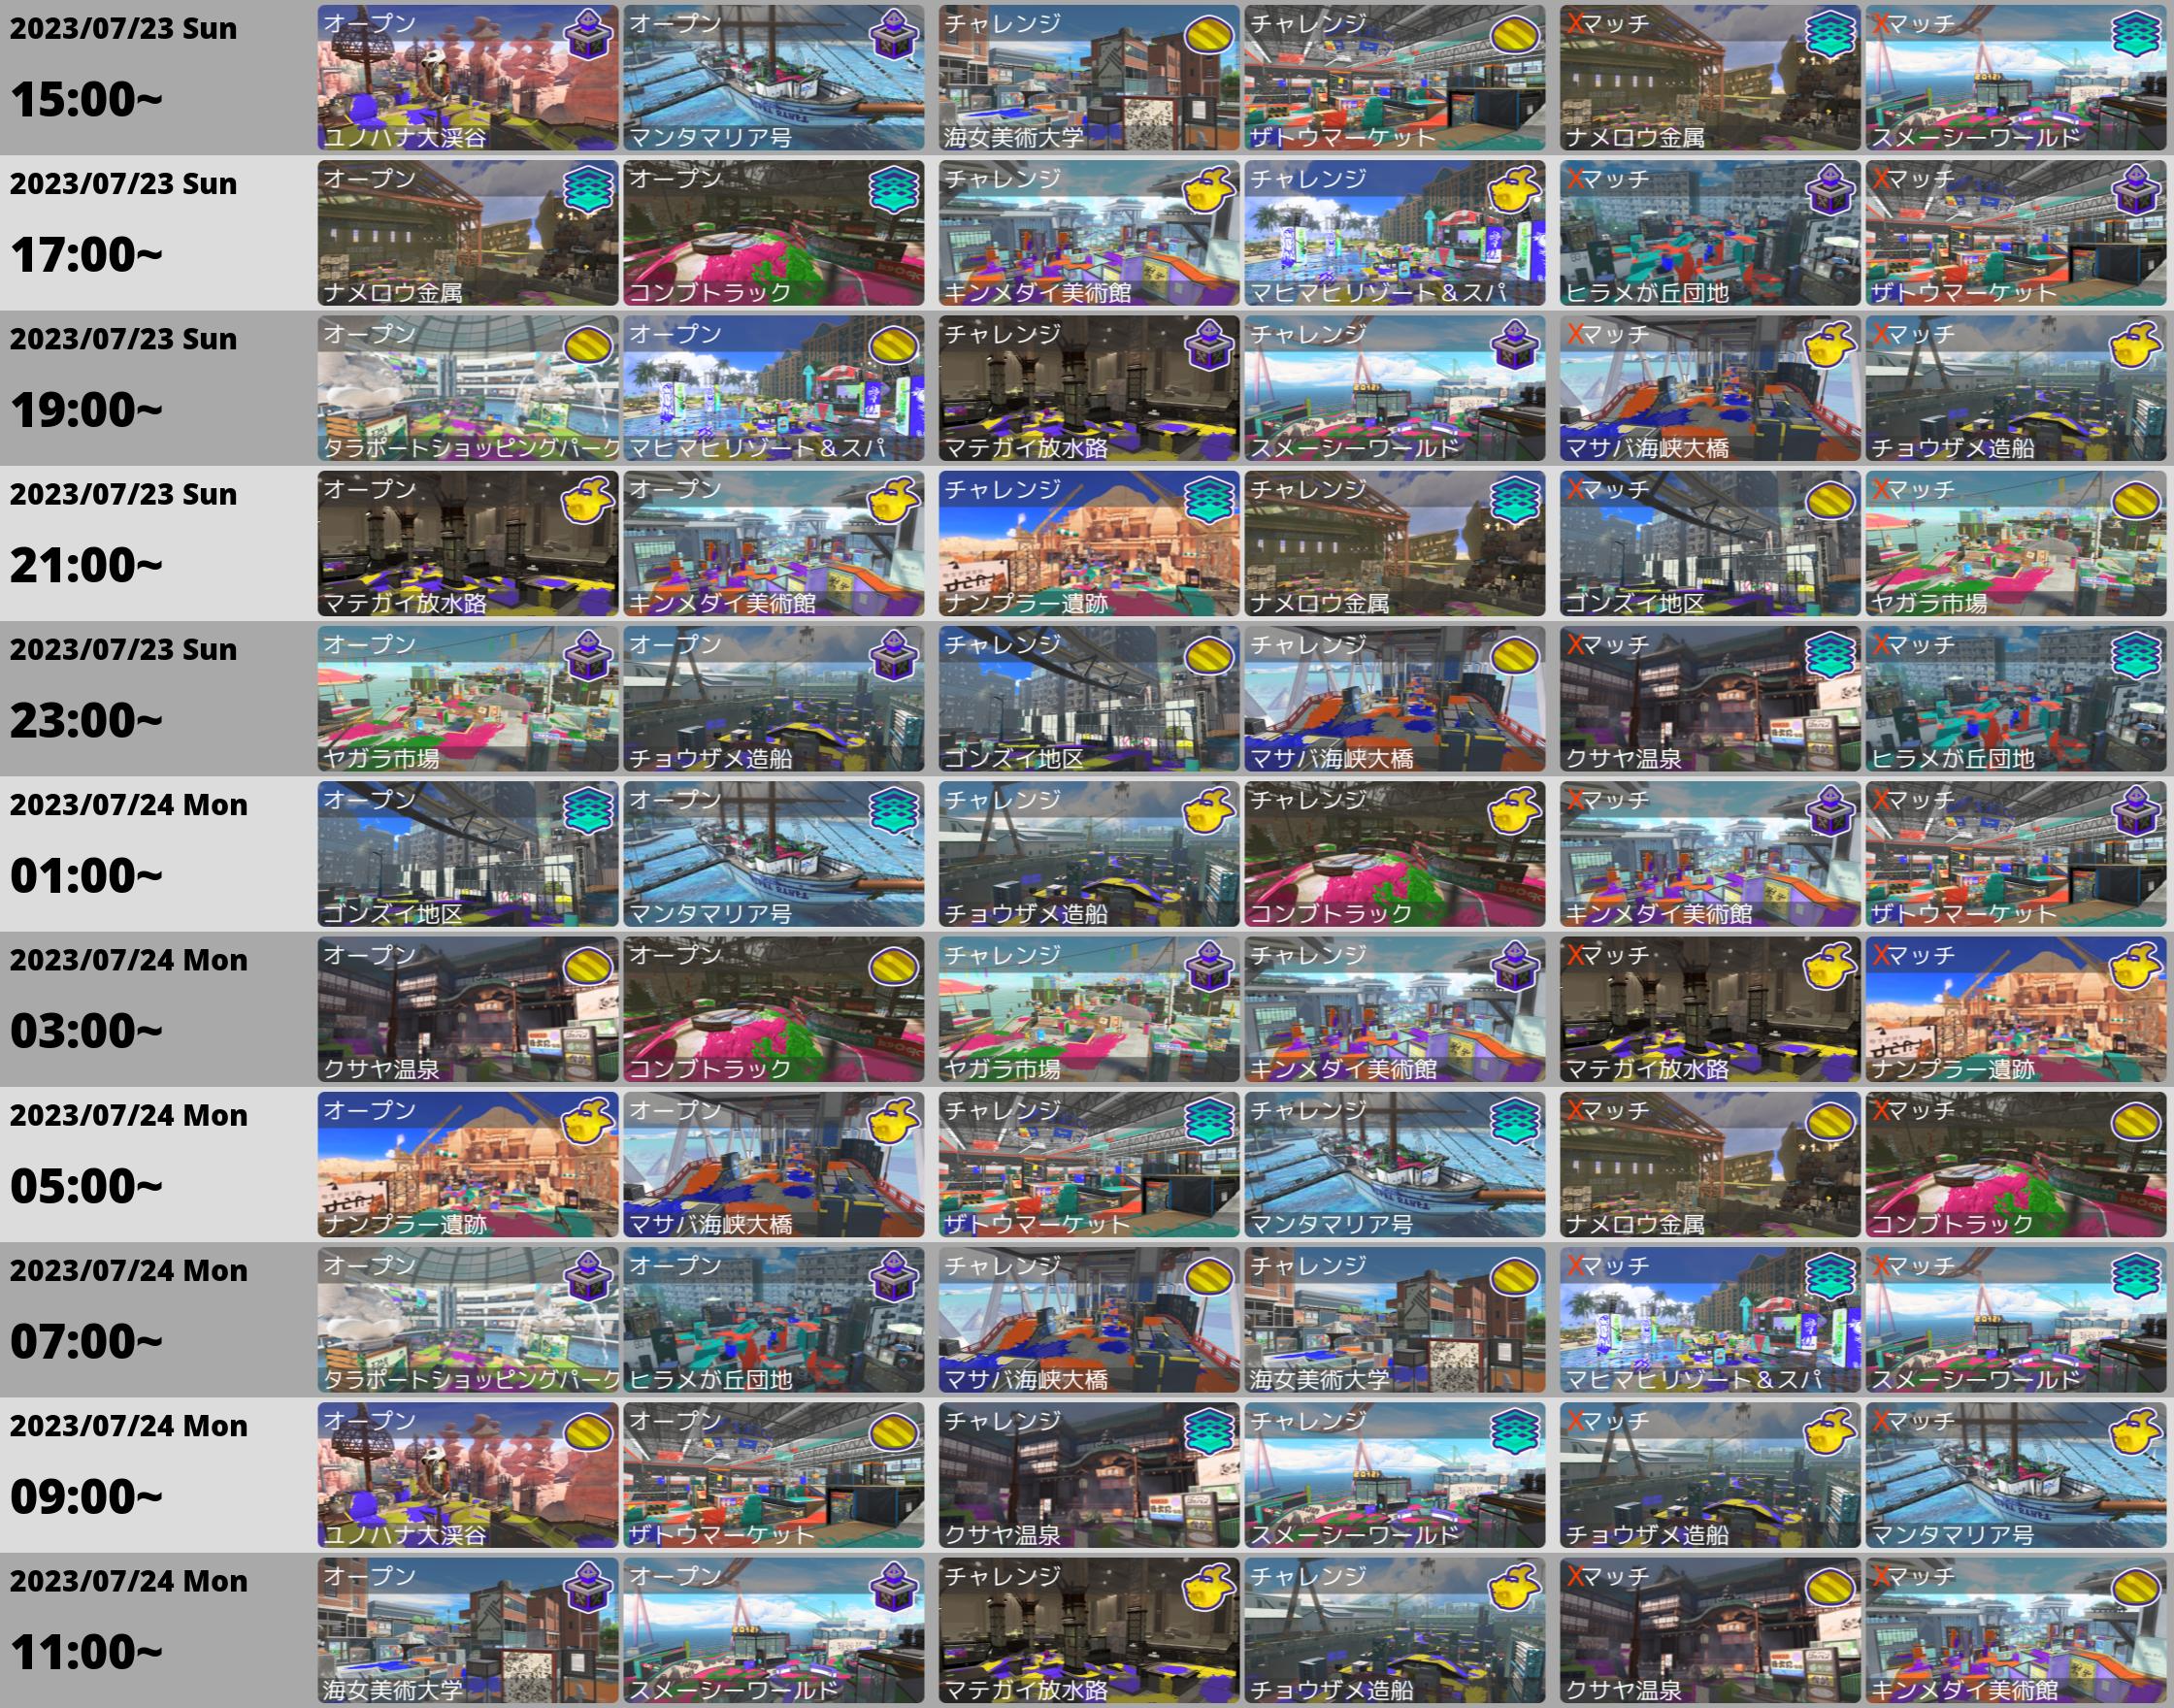 2023/07/23 Sun
15:00~
オープン
ユノハナ大渓谷
オープン
マンタマリア号
チャレンジ
海女美術大学
チャレンジ
ザトウマーケット
Xマッチ
ナメロウ金属
Xマッチ
スメーシーワールド
2023/07/23 Sun
17:00~
オープン
ナメロウ金属
オープン
コンブトラック
チャレンジ
キンメダイ美術館
チャレンジ
マヒマヒリゾート&スパ
Xマッチ
ヒラメが丘団地
Xマッチ
ザトウマーケット
2023/07/23 Sun
19:00~
オープン
タラポートショッピングパーク
オープン
マヒマヒリゾート&スパ
チャレンジ
マテガイ放水路
チャレンジ
スメーシーワールド
Xマッチ
マサバ海峡大橋
Xマッチ
チョウザメ造船
2023/07/23 Sun
21:00~
オープン
マテガイ放水路
オープン
キンメダイ美術館
チャレンジ
ナンプラー遺跡
チャレンジ
ナメロウ金属
Xマッチ
ゴンズイ地区
Xマッチ
ヤガラ市場
2023/07/23 Sun
23:00~
オープン
ヤガラ市場
オープン
チョウザメ造船
チャレンジ
ゴンズイ地区
チャレンジ
マサバ海峡大橋
Xマッチ
クサヤ温泉
Xマッチ
ヒラメが丘団地
2023/07/24 Mon
01:00~
オープン
ゴンズイ地区
オープン
マンタマリア号
チャレンジ
チョウザメ造船
チャレンジ
コンブトラック
Xマッチ
キンメダイ美術館
Xマッチ
ザトウマーケット
2023/07/24 Mon
03:00~
オープン
クサヤ温泉
オープン
コンブトラック
チャレンジ
ヤガラ市場
チャレンジ
キンメダイ美術館
Xマッチ
マテガイ放水路
Xマッチ
ナンプラー遺跡
2023/07/24 Mon
05:00~
オープン
ナンプラー遺跡
オープン
マサバ海峡大橋
チャレンジ
ザトウマーケット
チャレンジ
マンタマリア号
Xマッチ
ナメロウ金属
Xマッチ
コンブトラック
2023/07/24 Mon
07:00~
オープン
タラポートショッピングパーク
オープン
ヒラメが丘団地
チャレンジ
マサバ海峡大橋
チャレンジ
海女美術大学
Xマッチ
マヒマヒリゾート&スパ
Xマッチ
スメーシーワールド
2023/07/24 Mon
09:00~
オープン
ユノハナ大渓谷
オープン
ザトウマーケット
チャレンジ
クサヤ温泉
チャレンジ
スメーシーワールド
Xマッチ
チョウザメ造船
Xマッチ
マンタマリア号
2023/07/24 Mon
11:00~
オープン
海女美術大学
オープン
スメーシーワールド
チャレンジ
マテガイ放水路
チャレンジ
チョウザメ造船
Xマッチ
クサヤ温泉
Xマッチ
キンメダイ美術館